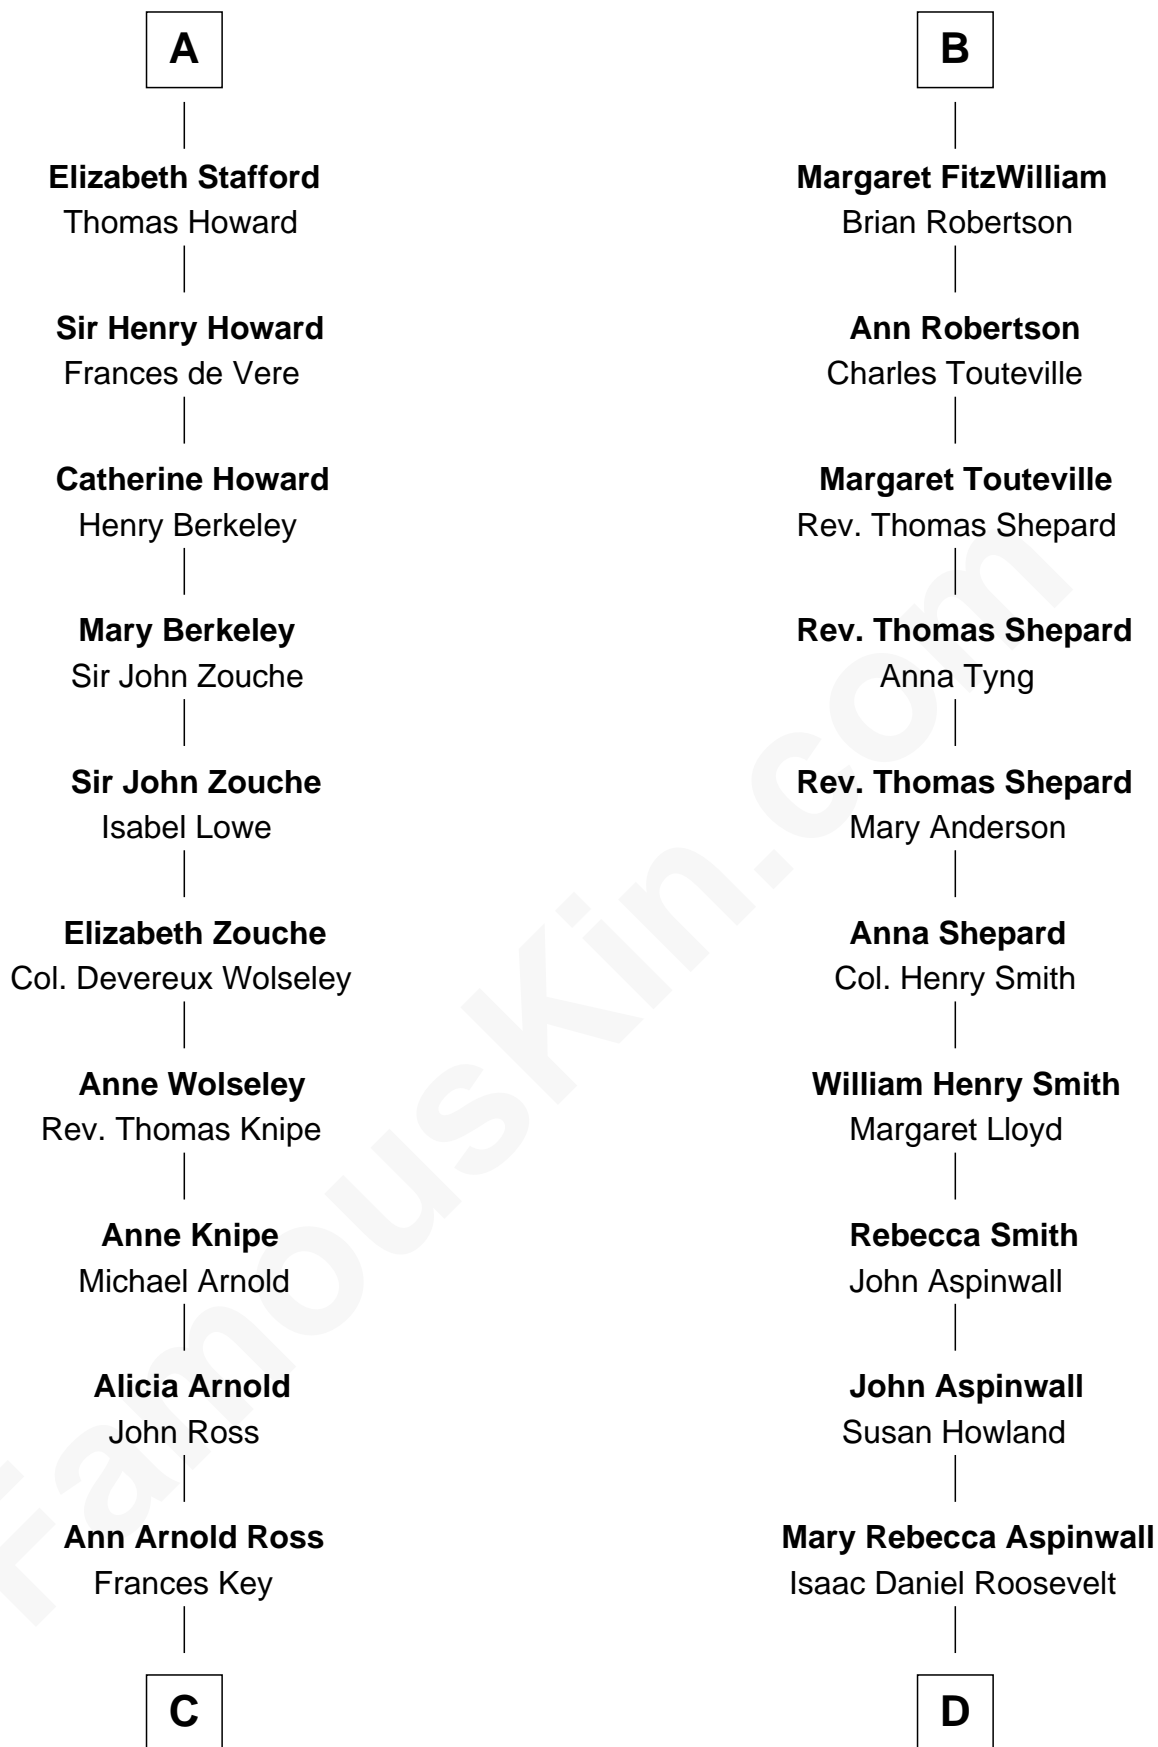 A
Elizabeth Stafford
Thomas Howard
Sir Henry Howard
Frances de Vere
Catherine Howard
Henry Berkeley
Mary Berkeley
Sir John Zouche
Sir John Zouche
Isabel Lowe
Elizabeth Zouche
Col. Devereux Wolseley
Anne Wolseley
Rev. Thomas Knipe
Anne Knipe
Michael Arnold
Alicia Arnold
John Ross
Ann Arnold Ross
Frances Key
C
B
Margaret FitzWilliam
Brian Robertson
Ann Robertson
Charles Touteville
Margaret Touteville
Rev. Thomas Shepard
Rev. Thomas Shepard
Anna Tyng
Rev. Thomas Shepard
Mary Anderson
Anna Shepard
Col. Henry Smith
William Henry Smith
Margaret Lloyd
Rebecca Smith
John Aspinwall
John Aspinwall
Susan Howland
Mary Rebecca Aspinwall
Isaac Daniel Roosevelt
D
FamousKin.com